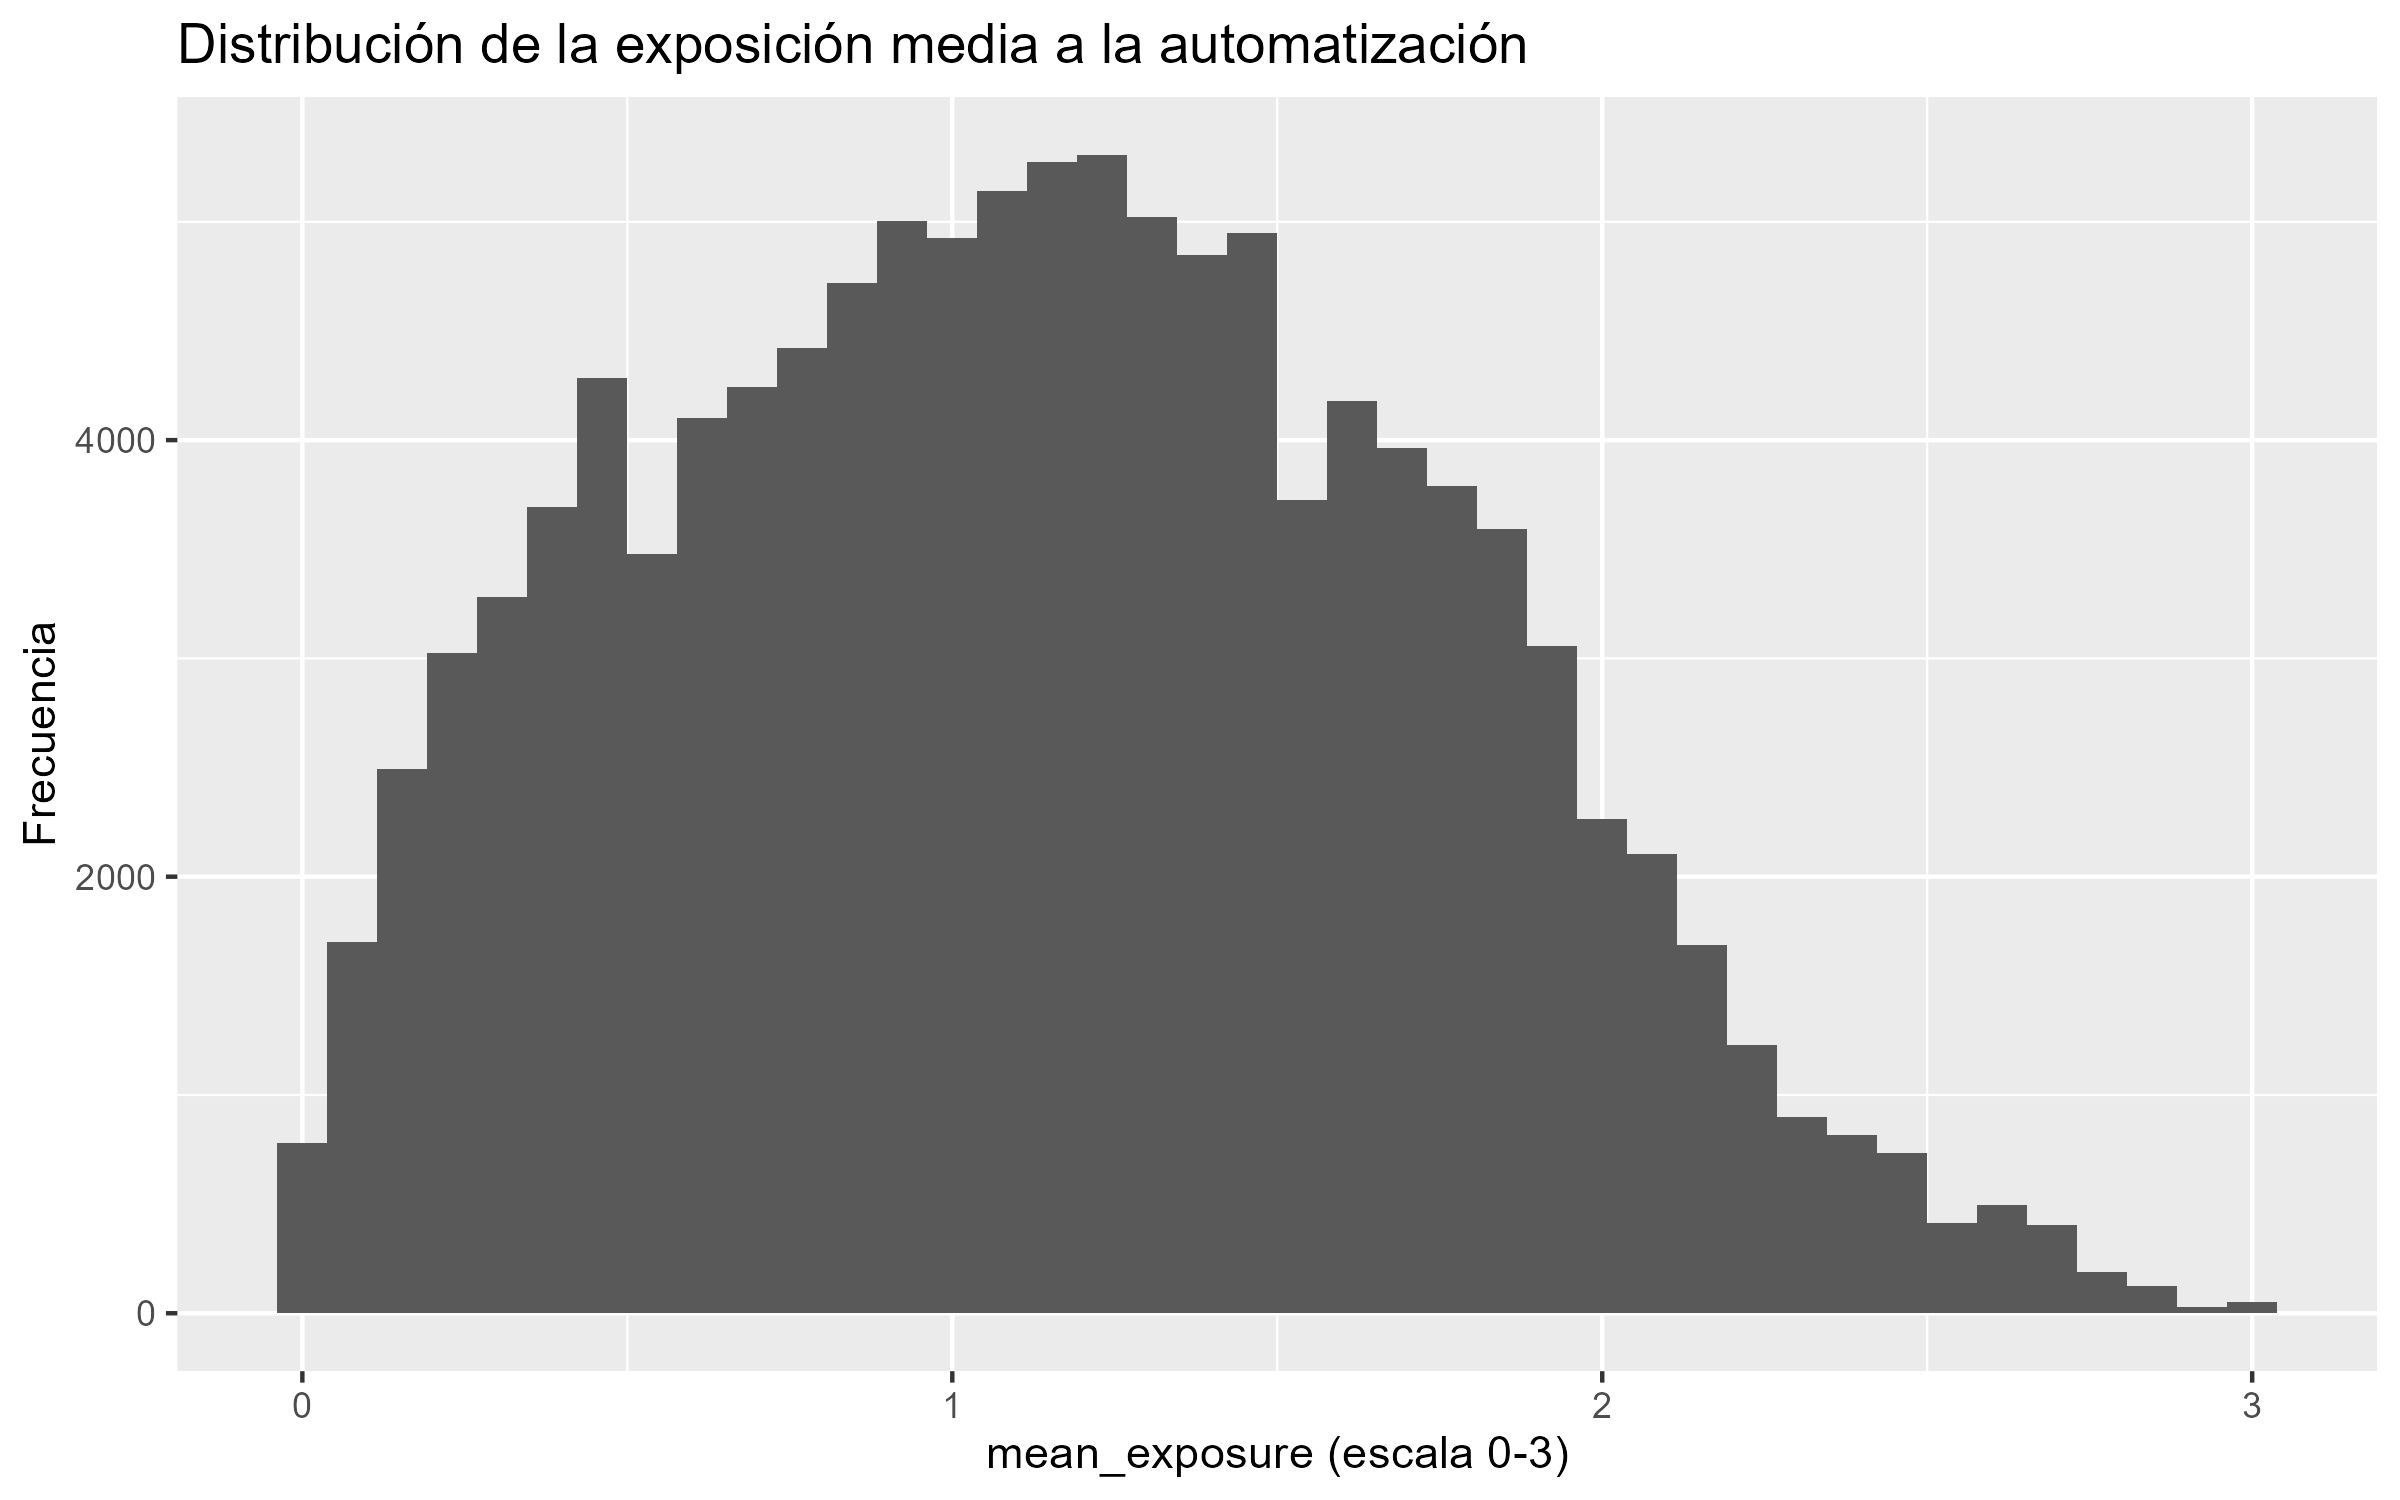 Distribución de la exposición media a la automatización
Frecuencia
4000
2000
0
0 1 2 3
mean_exposure (escala 0-3)